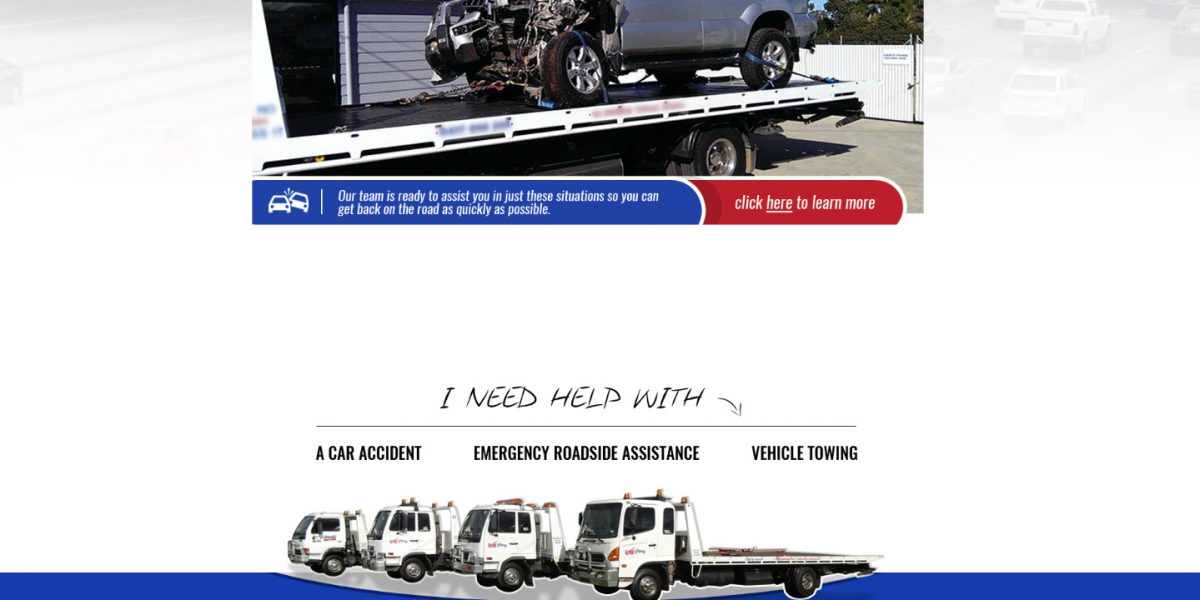 Our team is ready to assist you in just these situations so you can
get back on the road as quickly as possible.
click here to learn more
I NEED HELP WITH
A CAR ACCIDENT
EMERGENCY ROADSIDE ASSISTANCE
VEHICLE TOWING